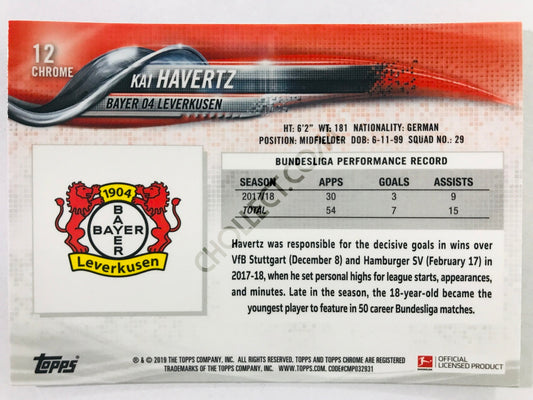 12
CHROME
KAI HAVERTZ
BAYER 04 LEVERKUSEN
HT: 6'2" WT: 181 NATIONALITY: GERMAN
POSITION: MIDFIELDER DOB: 6-11-99 SQUAD NO.: 29
BUNDESLIGA PERFORMANCE RECORD
SEASON APPS GOALS ASSISTS
2017/18 30 3 9
TOTAL 54 7 15
1904
BAYER
BAYER
Leverkusen
Havertz was responsible for the decisive goals in wins over
VfB Stuttgart (December 8) and Hamburger SV (February 17) in
2017-18, when he set personal highs for league starts, appearances,
and minutes. Late in the season, the 18-year-old became the
youngest player to feature in 50 career Bundesliga matches.
topps
® & © 2019 THE TOPPS COMPANY, INC. ALL RIGHTS RESERVED. TOPPS AND TOPPS CHROME ARE REGISTERED
TRADEMARKS OF THE TOPPS COMPANY, INC. WWW.TOPPS.COM. CODE#CMP032931
BUNDESLIGA
OFFICIAL
LICENSED PRODUCT